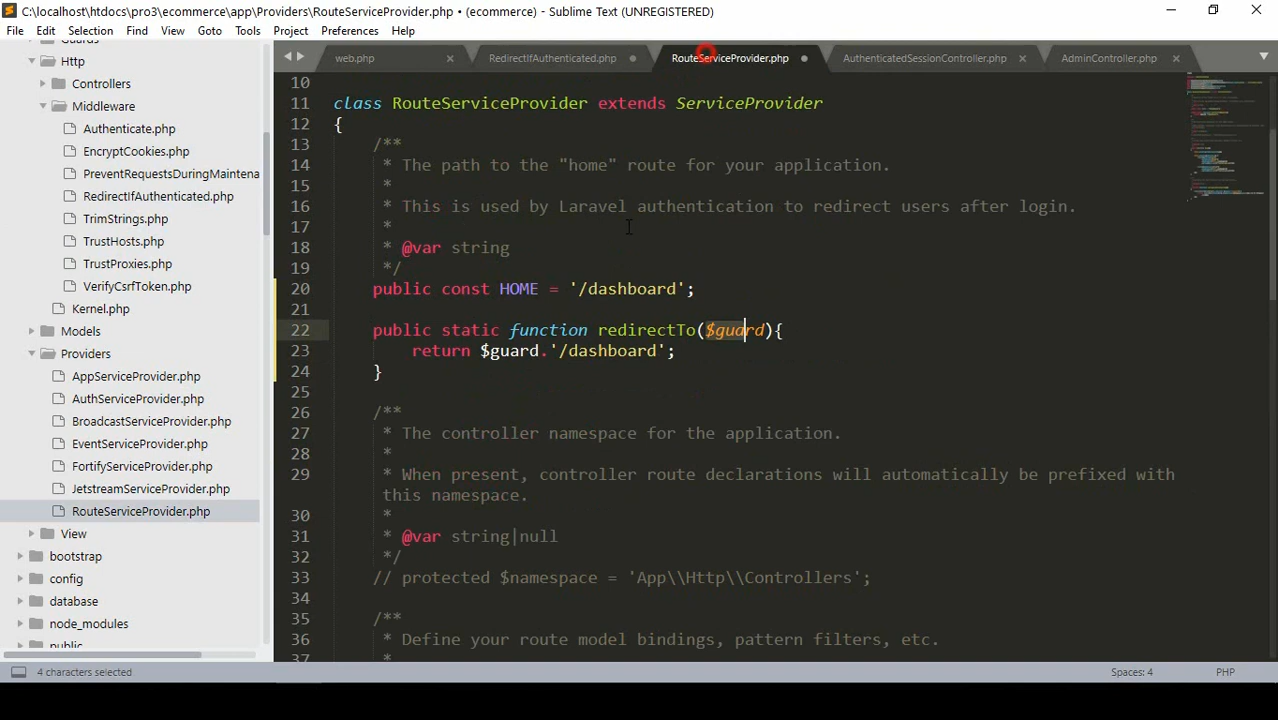 C:\localhost\htdocs\pro3\ecommerce\app\Providers\RouteServiceProvider.php • (ecommerce) - Sublime Text (UNREGISTERED)
File Edit Selection Find View Goto Tools Project Preferences Help
web.php RedirectIfAuthenticated.php RouteServiceProvider.php AuthenticatedSessionController.php AdminController.php
Http
Controllers
Middleware
Authenticate.php
EncryptCookies.php
PreventRequestsDuringMaintena
RedirectIfAuthenticated.php
TrimStrings.php
TrustHosts.php
TrustProxies.php
VerifyCsrfToken.php
Kernel.php
Models
Providers
AppServiceProvider.php
AuthServiceProvider.php
BroadcastServiceProvider.php
EventServiceProvider.php
FortifyServiceProvider.php
JetstreamServiceProvider.php
RouteServiceProvider.php
View
bootstrap
config
database
node_modules
10
11 class RouteServiceProvider extends ServiceProvider
12 {
13 /**
14 * The path to the "home" route for your application.
15 *
16 * This is used by Laravel authentication to redirect users after login.
17 *
18 * @var string
19 */
20 public const HOME = '/dashboard';
21
22 public static function redirectTo($guard){
23 return $guard.'/dashboard';
24 }
25
26 /**
27 * The controller namespace for the application.
28 *
29 * When present, controller route declarations will automatically be prefixed with
this namespace.
30 *
31 * @var string|null
32 */
33 // protected $namespace = 'App\\Http\\Controllers';
34
35 /**
36 * Define your route model bindings, pattern filters, etc.
37 *
4 characters selected Spaces: 4 PHP